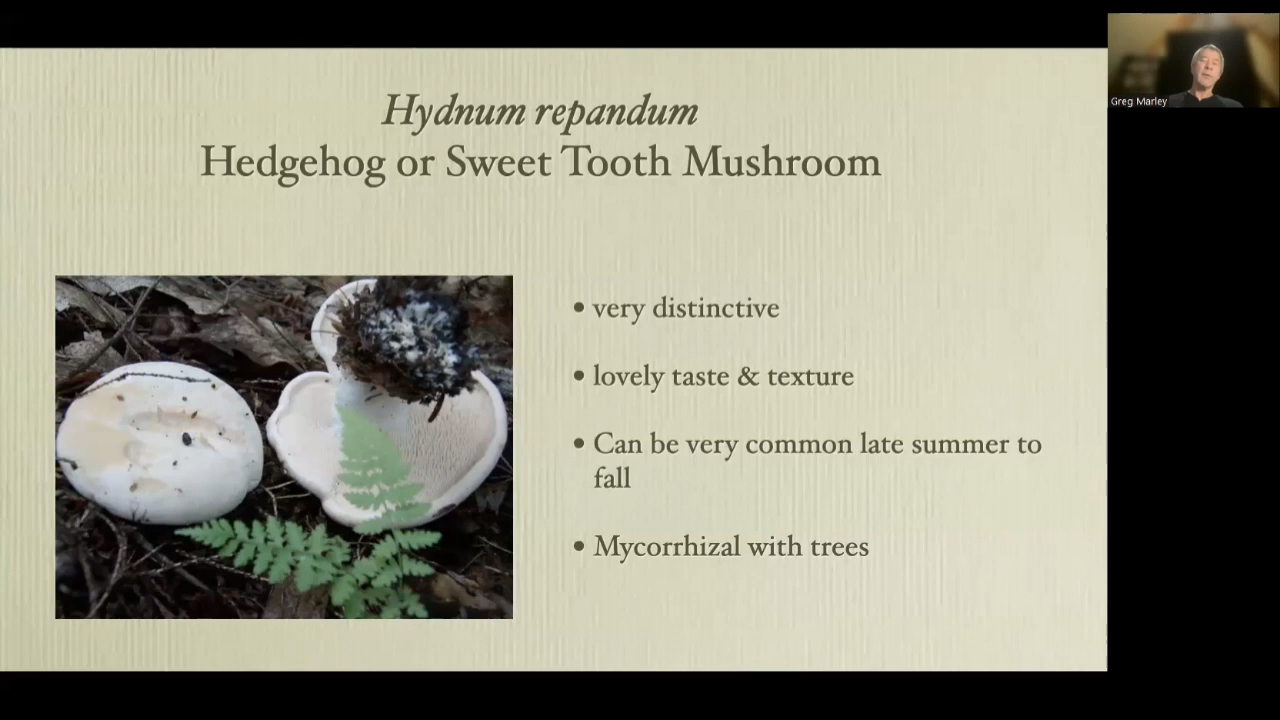 Hydnum repandum
Hedgehog or Sweet Tooth Mushroom
• very distinctive
• lovely taste & texture
• Can be very common late summer to
fall
• Mycorrhizal with trees
Greg Marley